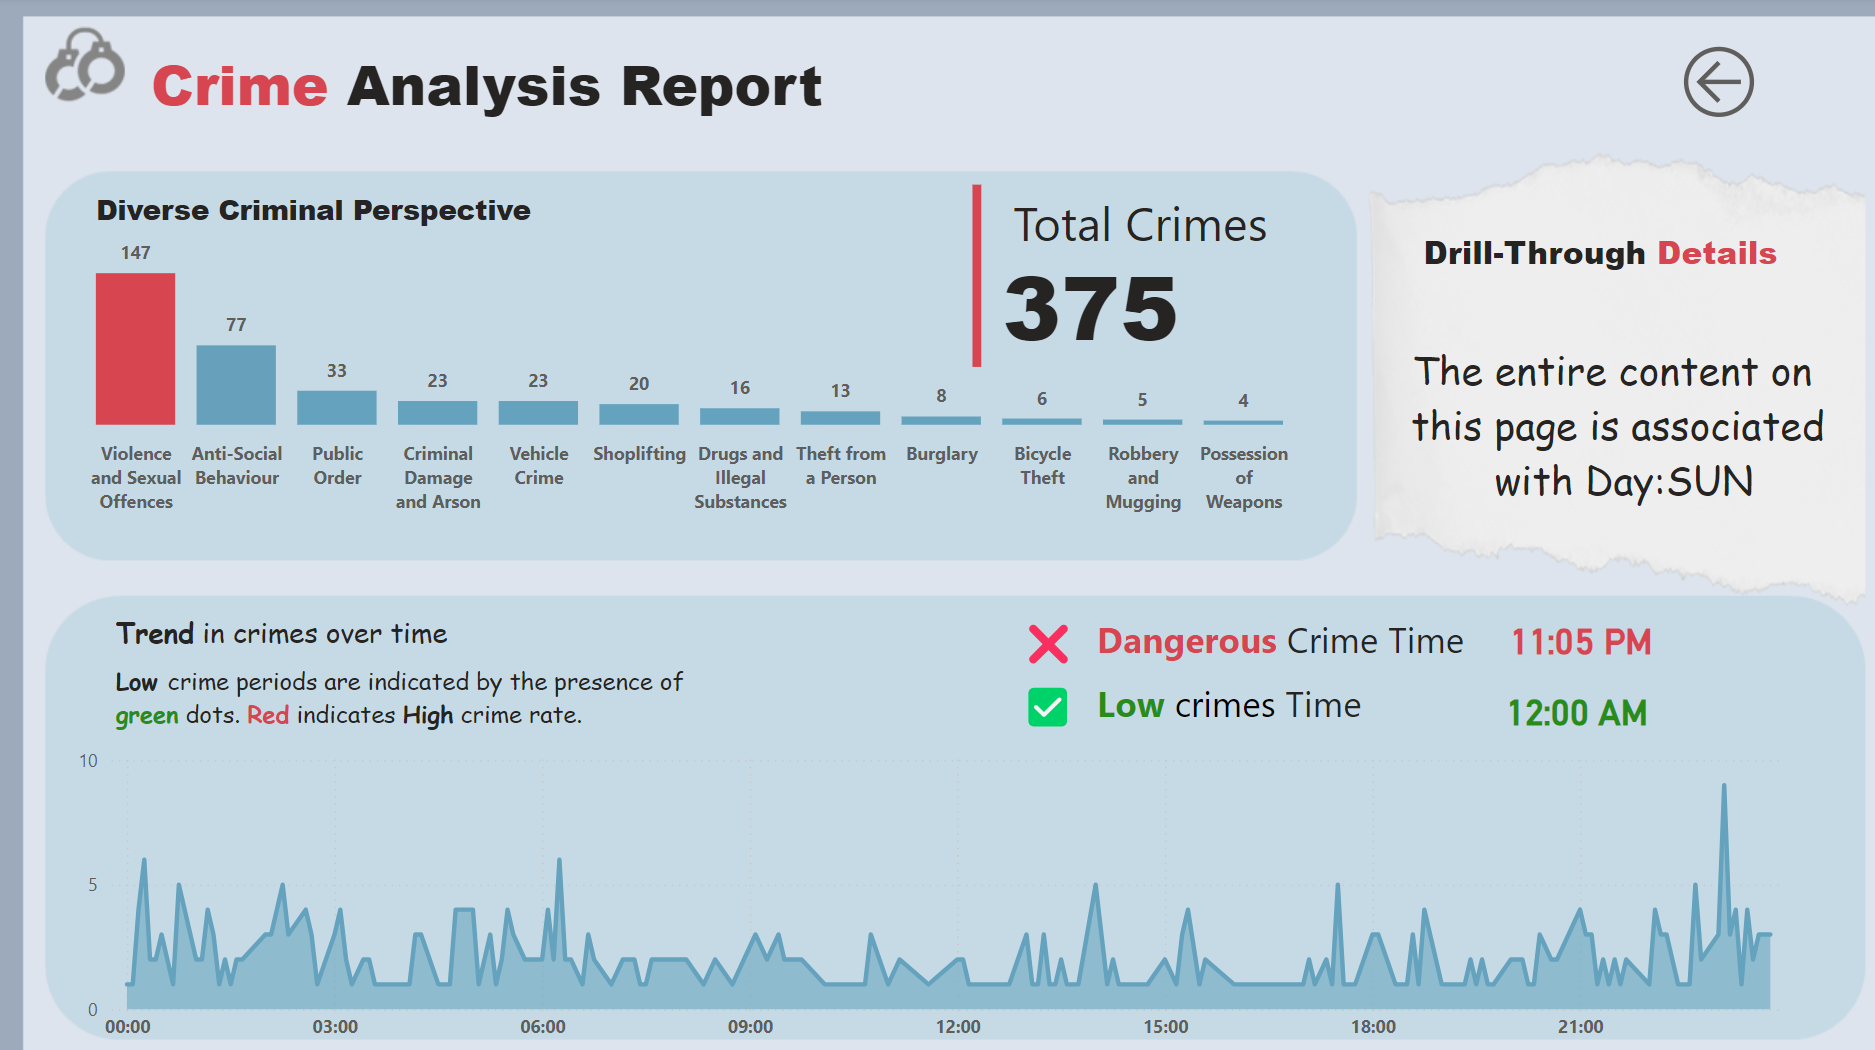 Crime Analysis Report
Diverse Criminal Perspective
Total Crimes
375
147
77
33
23
23
20
16
13
8
6
5
4
Violence
and Sexual
Offences
Anti-Social
Behaviour
Public
Order
Criminal
Damage
and Arson
Vehicle
Crime
Shoplifting
Drugs and
Illegal
Substances
Theft from
a Person
Burglary
Bicycle
Theft
Robbery
and
Mugging
Possession
of
Weapons
Drill-Through Details
The entire content on
this page is associated
with Day:SUN
Trend in crimes over time
Low crime periods are indicated by the presence of
green dots. Red indicates High crime rate.
Dangerous Crime Time 11:05 PM
Low crimes Time 12:00 AM
10
5
0
00:00 03:00 06:00 09:00 12:00 15:00 18:00 21:00